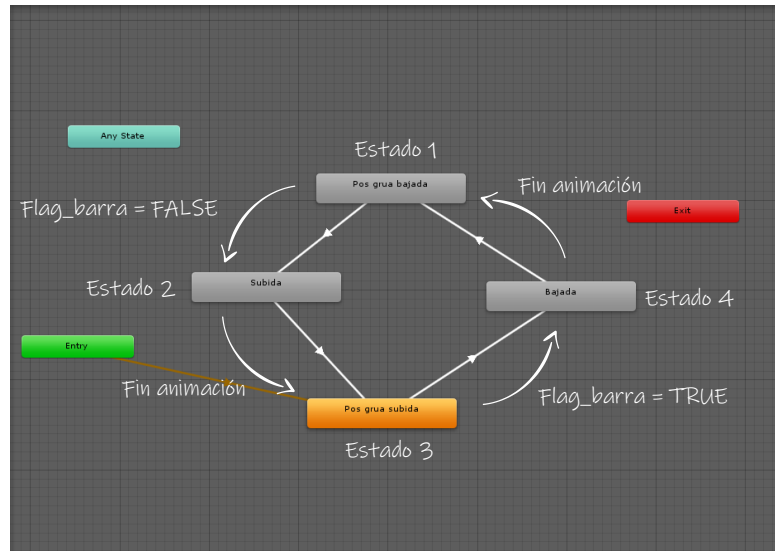 Any State
Estado 1
Pos grua bajada
Fin animación
Flag_barra = FALSE
Exit
Subida
Estado 2
Bajada
Estado 4
Entry
Fin animación
Flag_barra = TRUE
Pos grua subida
Estado 3